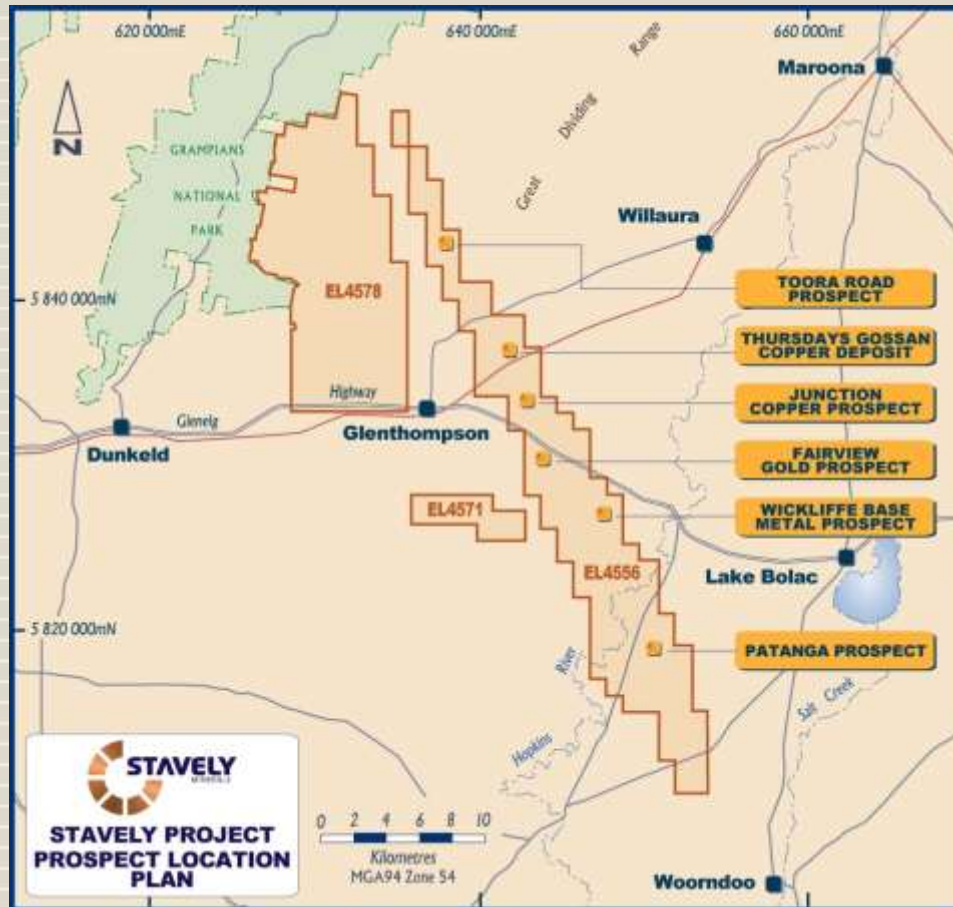 620 000mE
640 000mE
660 000mE
Maroona
Great Dividing Range
N
GRAMPIANS
NATIONAL
PARK
Willaura
EL4578
5 840 000mN
TOORA ROAD
PROSPECT
THURSDAYS GOSSAN
COPPER DEPOSIT
JUNCTION
COPPER PROSPECT
Glenelg Highway
Glenthompson
Dunkeld
FAIRVIEW
GOLD PROSPECT
EL4571
WICKLIFFE BASE
METAL PROSPECT
EL4556
Lake Bolac
5 820 000mN
PATANGA PROSPECT
Hopkins River
Salt Creek
STAVELY
MINERALS
STAVELY PROJECT
PROSPECT LOCATION
PLAN
0 2 4 6 8 10
Kilometres
MGA94 Zone 54
Woorndoo